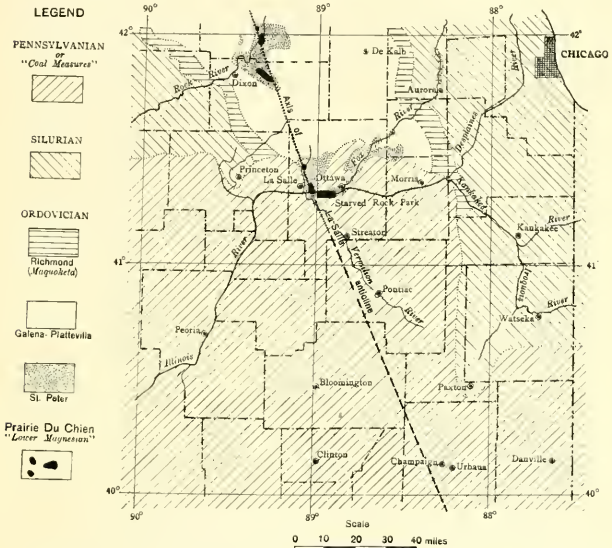 LEGEND
PENNSYLVANIAN
or
"Coal Measures"
SILURIAN
ORDOVICIAN
Richmond
(Maquoketa)
Galena-Platteville
St. Peter
Prairie Du Chien
"Lower Magnesian"
90
89
88
42°
42°
De Kalb
CHICAGO
River
Rock
River
Dixon
Aurora
Axis of
River
Fox
Desplaines
Princeton
La Salle
Ottawa
Morris
Starved Rock Park
Kankakee
La Salle
Streator
Kankakee
River
River
41°
41°
Vermilion
anticline
Pontiac
River
Iroquois
River
Watseka
Peoria
Illinois
Bloomington
Paxton
Clinton
Champaign
Urbana
Danville
40°
40°
90°
89°
88°
Scale
0 10 20 30 40 miles